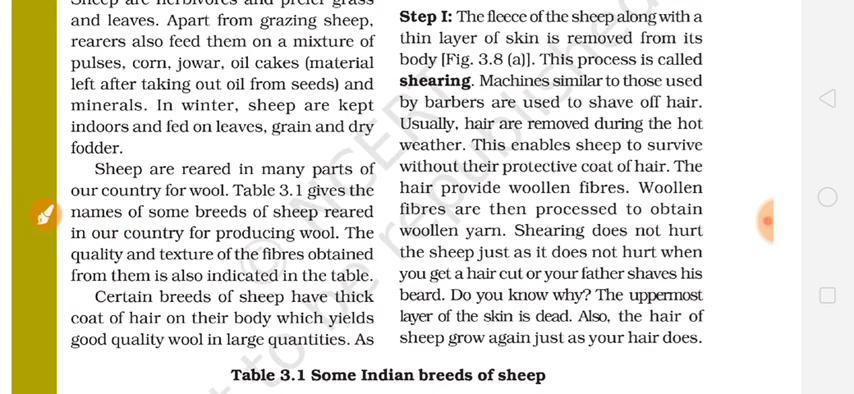 Sheep are herbivores and prefer grass
and leaves. Apart from grazing sheep,
rearers also feed them on a mixture of
pulses, corn, jowar, oil cakes (material
left after taking out oil from seeds) and
minerals. In winter, sheep are kept
indoors and fed on leaves, grain and dry
fodder.
Sheep are reared in many parts of
our country for wool. Table 3.1 gives the
names of some breeds of sheep reared
in our country for producing wool. The
quality and texture of the fibres obtained
from them is also indicated in the table.
Certain breeds of sheep have thick
coat of hair on their body which yields
good quality wool in large quantities. As
Step I: The fleece of the sheep along with a
thin layer of skin is removed from its
body [Fig. 3.8 (a)]. This process is called
shearing. Machines similar to those used
by barbers are used to shave off hair.
Usually, hair are removed during the hot
weather. This enables sheep to survive
without their protective coat of hair. The
hair provide woollen fibres. Woollen
fibres are then processed to obtain
woollen yarn. Shearing does not hurt
the sheep just as it does not hurt when
you get a hair cut or your father shaves his
beard. Do you know why? The uppermost
layer of the skin is dead. Also, the hair of
sheep grow again just as your hair does.
Table 3.1 Some Indian breeds of sheep
© NCERT
not to be republished